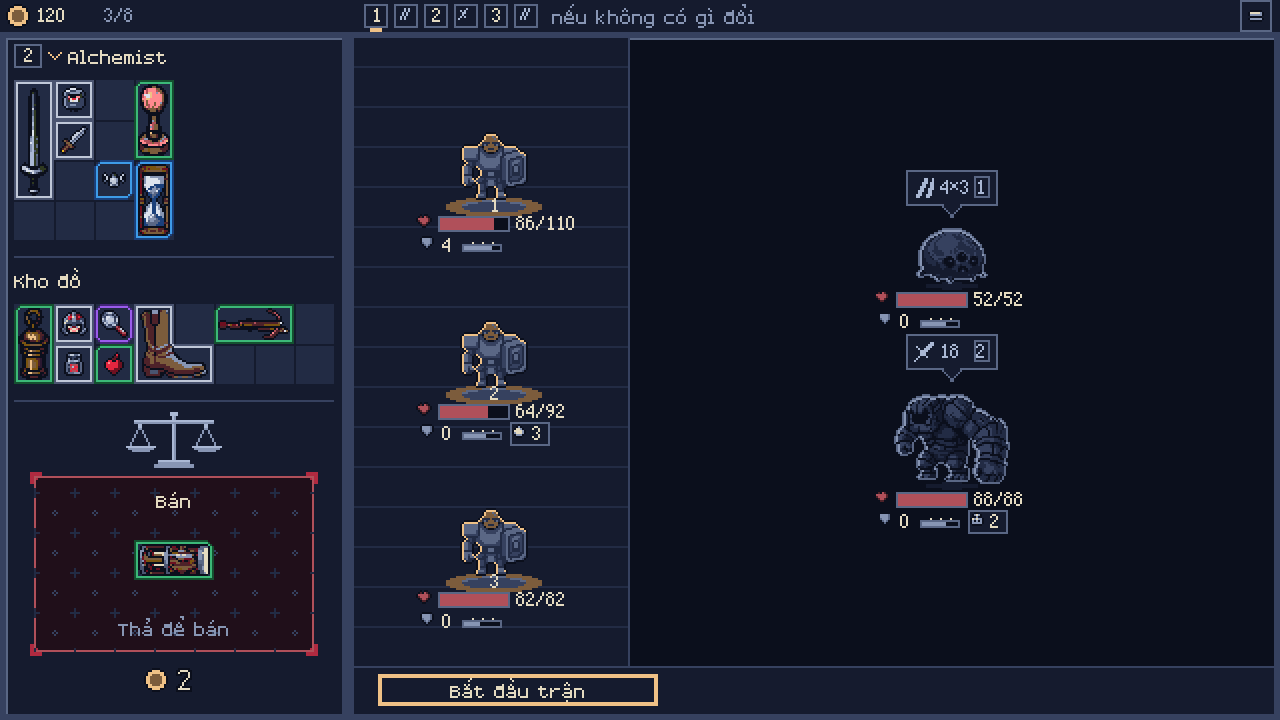 120 3/8
1 2 3 nếu không có gì đổi
2 Alchemist
Kho đồ
Bán
Thả để bán
2
1
86/110
4
2
64/92
0 3
3
82/82
0
4×3 1
52/52
0
18 2
88/88
0 2
Bắt đầu trận